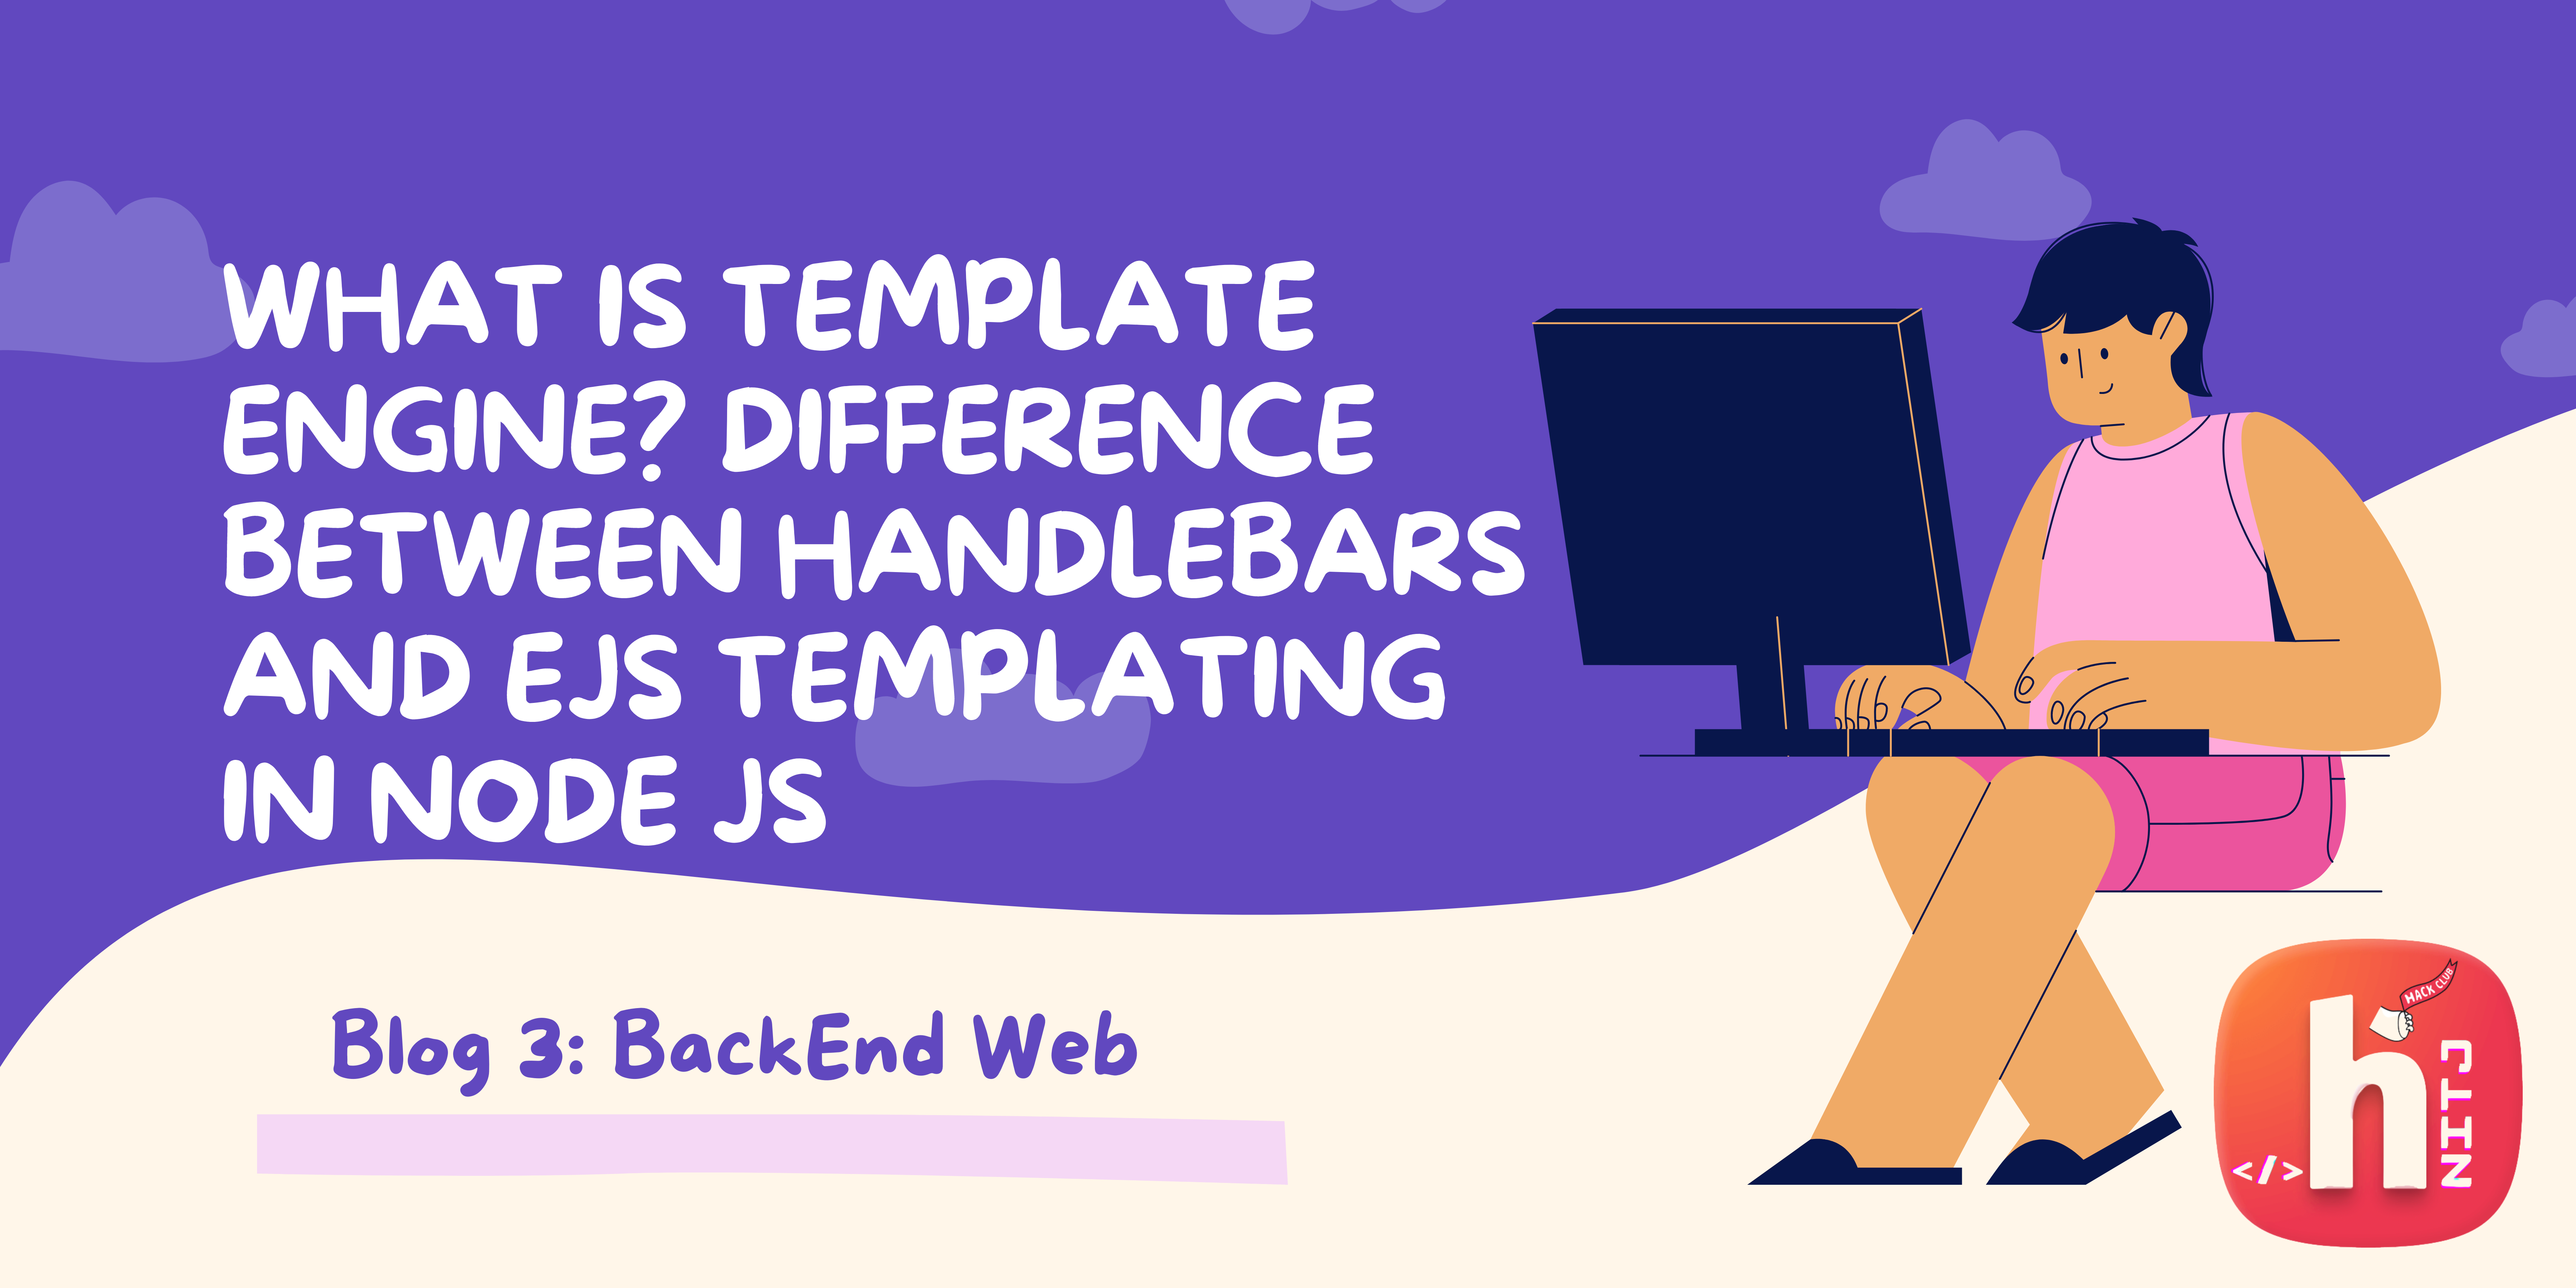 WHAT IS TEMPLATE
ENGINE? DIFFERENCE
BETWEEN HANDLEBARS
AND EJS TEMPLATING
IN NODE JS
Blog 3: BackEnd Web
HACK CLUB
h
NITJ
</>